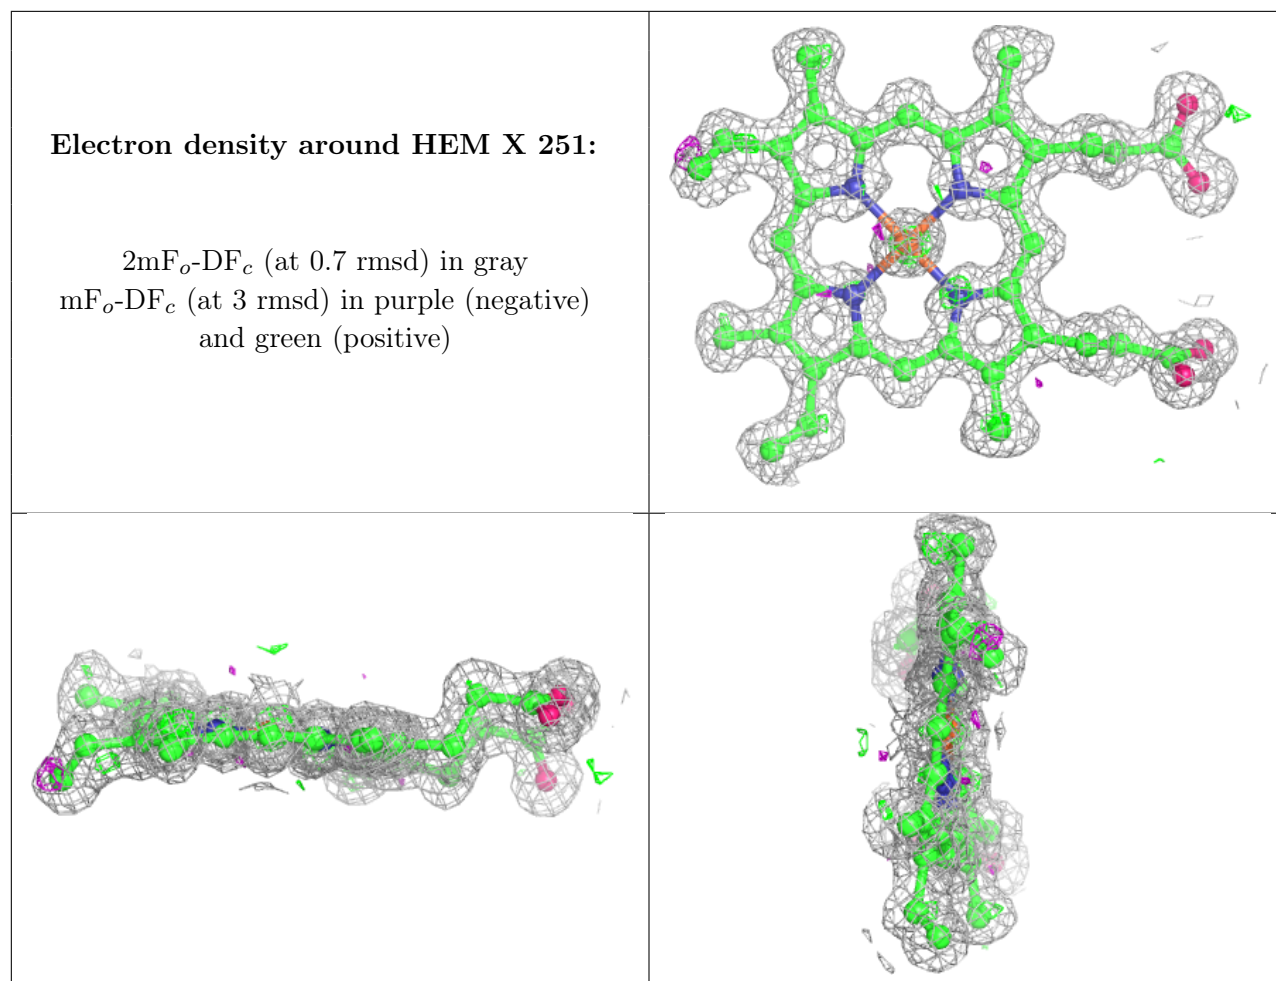 Electron density around HEM X 251:
2mFₒ-DF𝒸 (at 0.7 rmsd) in gray
mFₒ-DF𝒸 (at 3 rmsd) in purple (negative)
and green (positive)